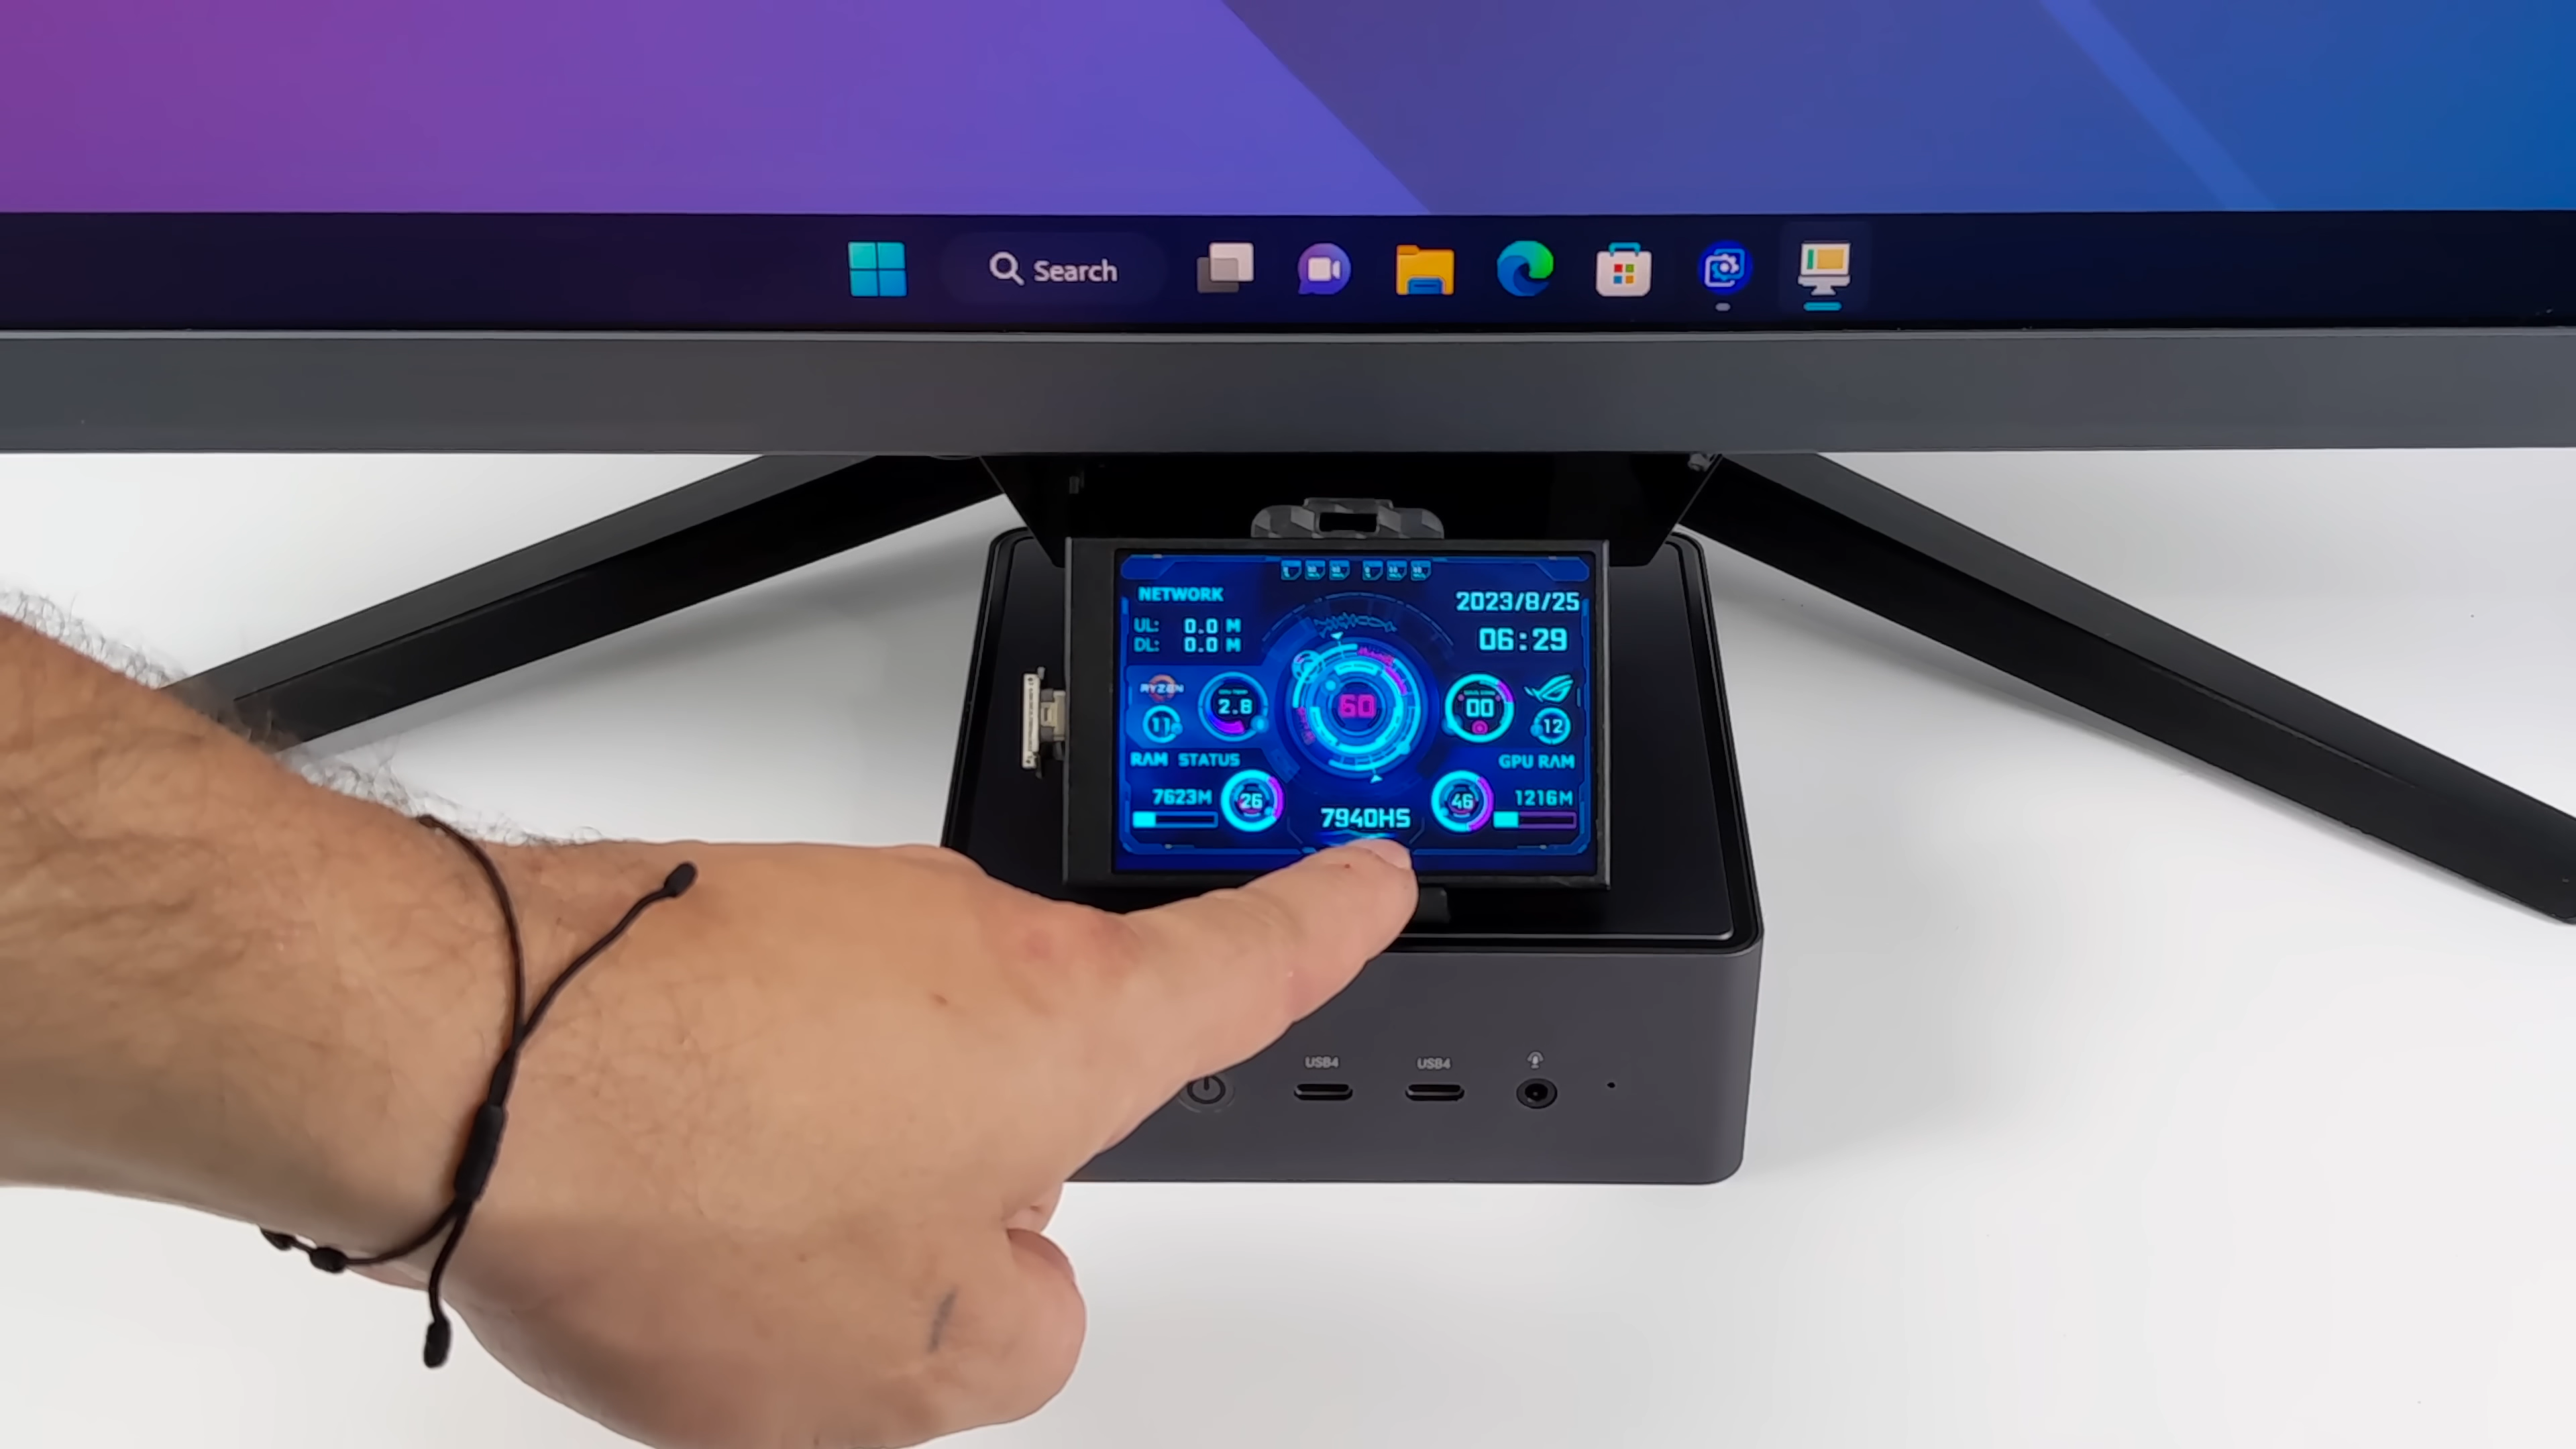 Search
NETWORK
2023/8/25
UL: 0.0 M
06:29
DL: 0.0 M
RYZEN
2.8
60
00
11
12
RAM STATUS
GPU RAM
7623M
26
46
1216M
7940HS
USB4
USB4